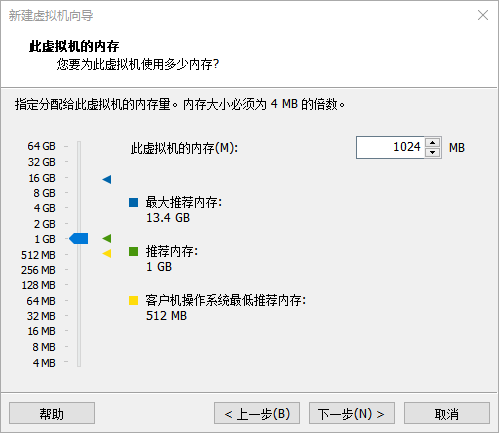 新建虚拟机向导
此虚拟机的内存
您要为此虚拟机使用多少内存?
指定分配给此虚拟机的内存量。内存大小必须为 4 MB 的倍数。
64 GB
32 GB
16 GB
8 GB
4 GB
2 GB
1 GB
512 MB
256 MB
128 MB
64 MB
32 MB
16 MB
8 MB
4 MB
此虚拟机的内存(M):
1024 MB
最大推荐内存:
13.4 GB
推荐内存:
1 GB
客户机操作系统最低推荐内存:
512 MB
帮助
< 上一步(B)
下一步(N) >
取消